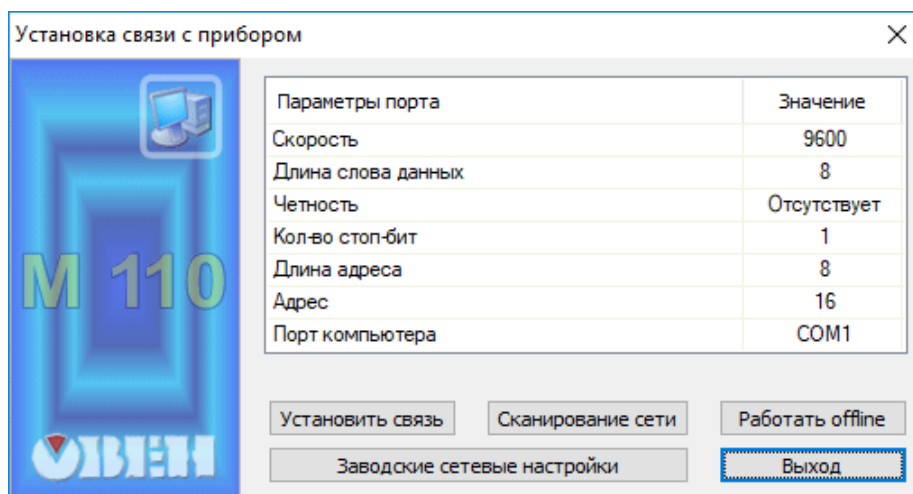 Установка связи с прибором
Параметры порта Значение
Скорость 9600
Длина слова данных 8
Четность Отсутствует
Кол-во стоп-бит 1
Длина адреса 8
Адрес 16
Порт компьютера COM1
М 110
ОВЕН
Установить связь Сканирование сети Работать offline
Заводские сетевые настройки Выход